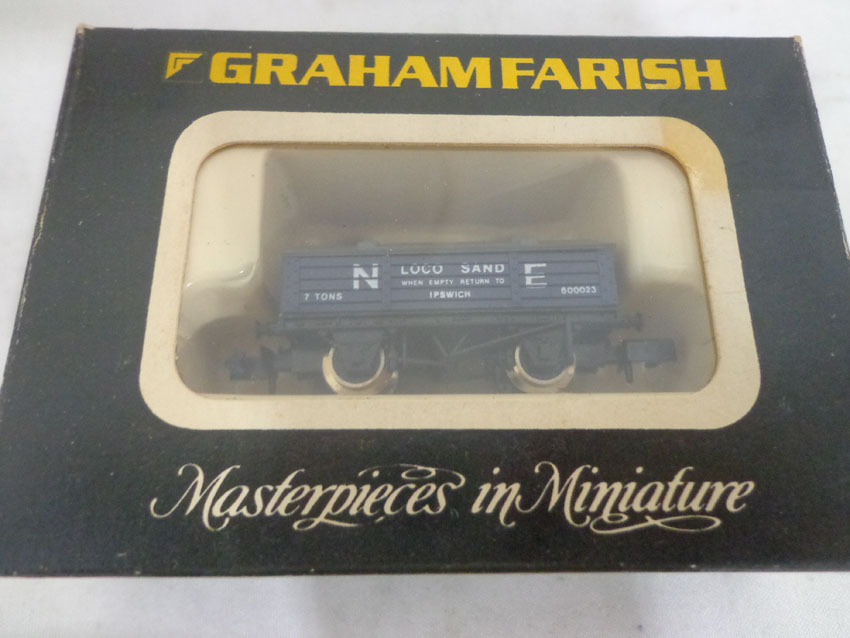 GRAHAM FARISH
N LOCO SAND E
WHEN EMPTY RETURN TO
7 TONS IPSWICH 600023
Masterpieces in Miniature